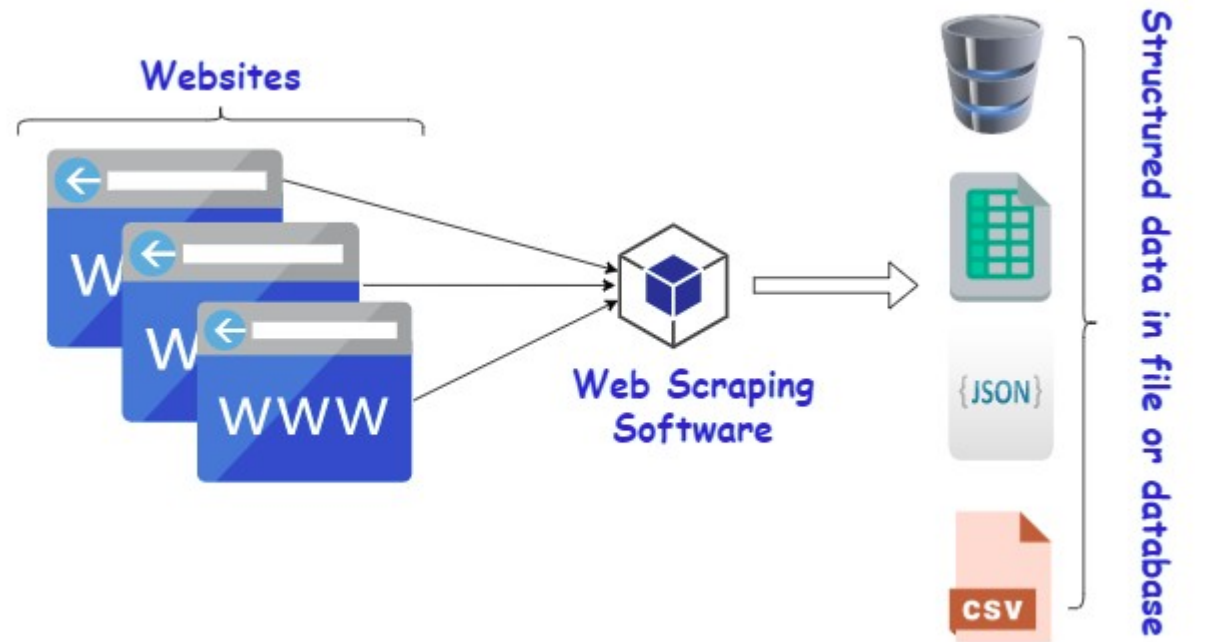 Websites
W
W
WWW
Web Scraping
Software
{JSON}
CSV
Structured data in file or database